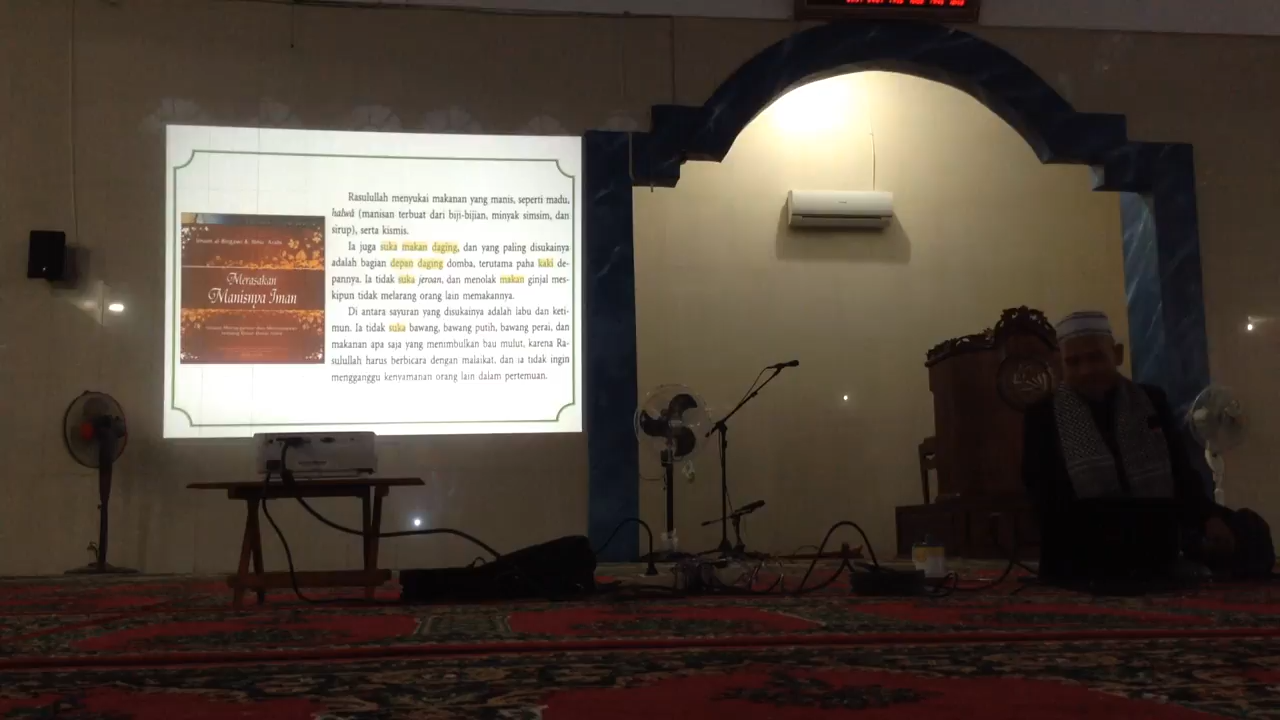 Rasulullah menyukai makanan yang manis, seperti madu,
halwâ (manisan terbuat dari biji-bijian, minyak simsim, dan
sirup), serta kismis.
Ia juga suka makan daging, dan yang paling disukainya
adalah bagian depan daging domba, terutama paha kaki de-
pannya. Ia tidak suka jeroan, dan menolak makan ginjal mes-
kipun tidak melarang orang lain memakannya.
Di antara sayuran yang disukainya adalah labu dan keti-
mun. Ia tidak suka bawang, bawang putih, bawang perai, dan
makanan apa saja yang menimbulkan bau mulut, karena Ra-
sulullah harus berbicara dengan malaikat, dan ia tidak ingin
mengganggu kenyamanan orang lain dalam pertemuan.
Merasakan
Manisnya Iman